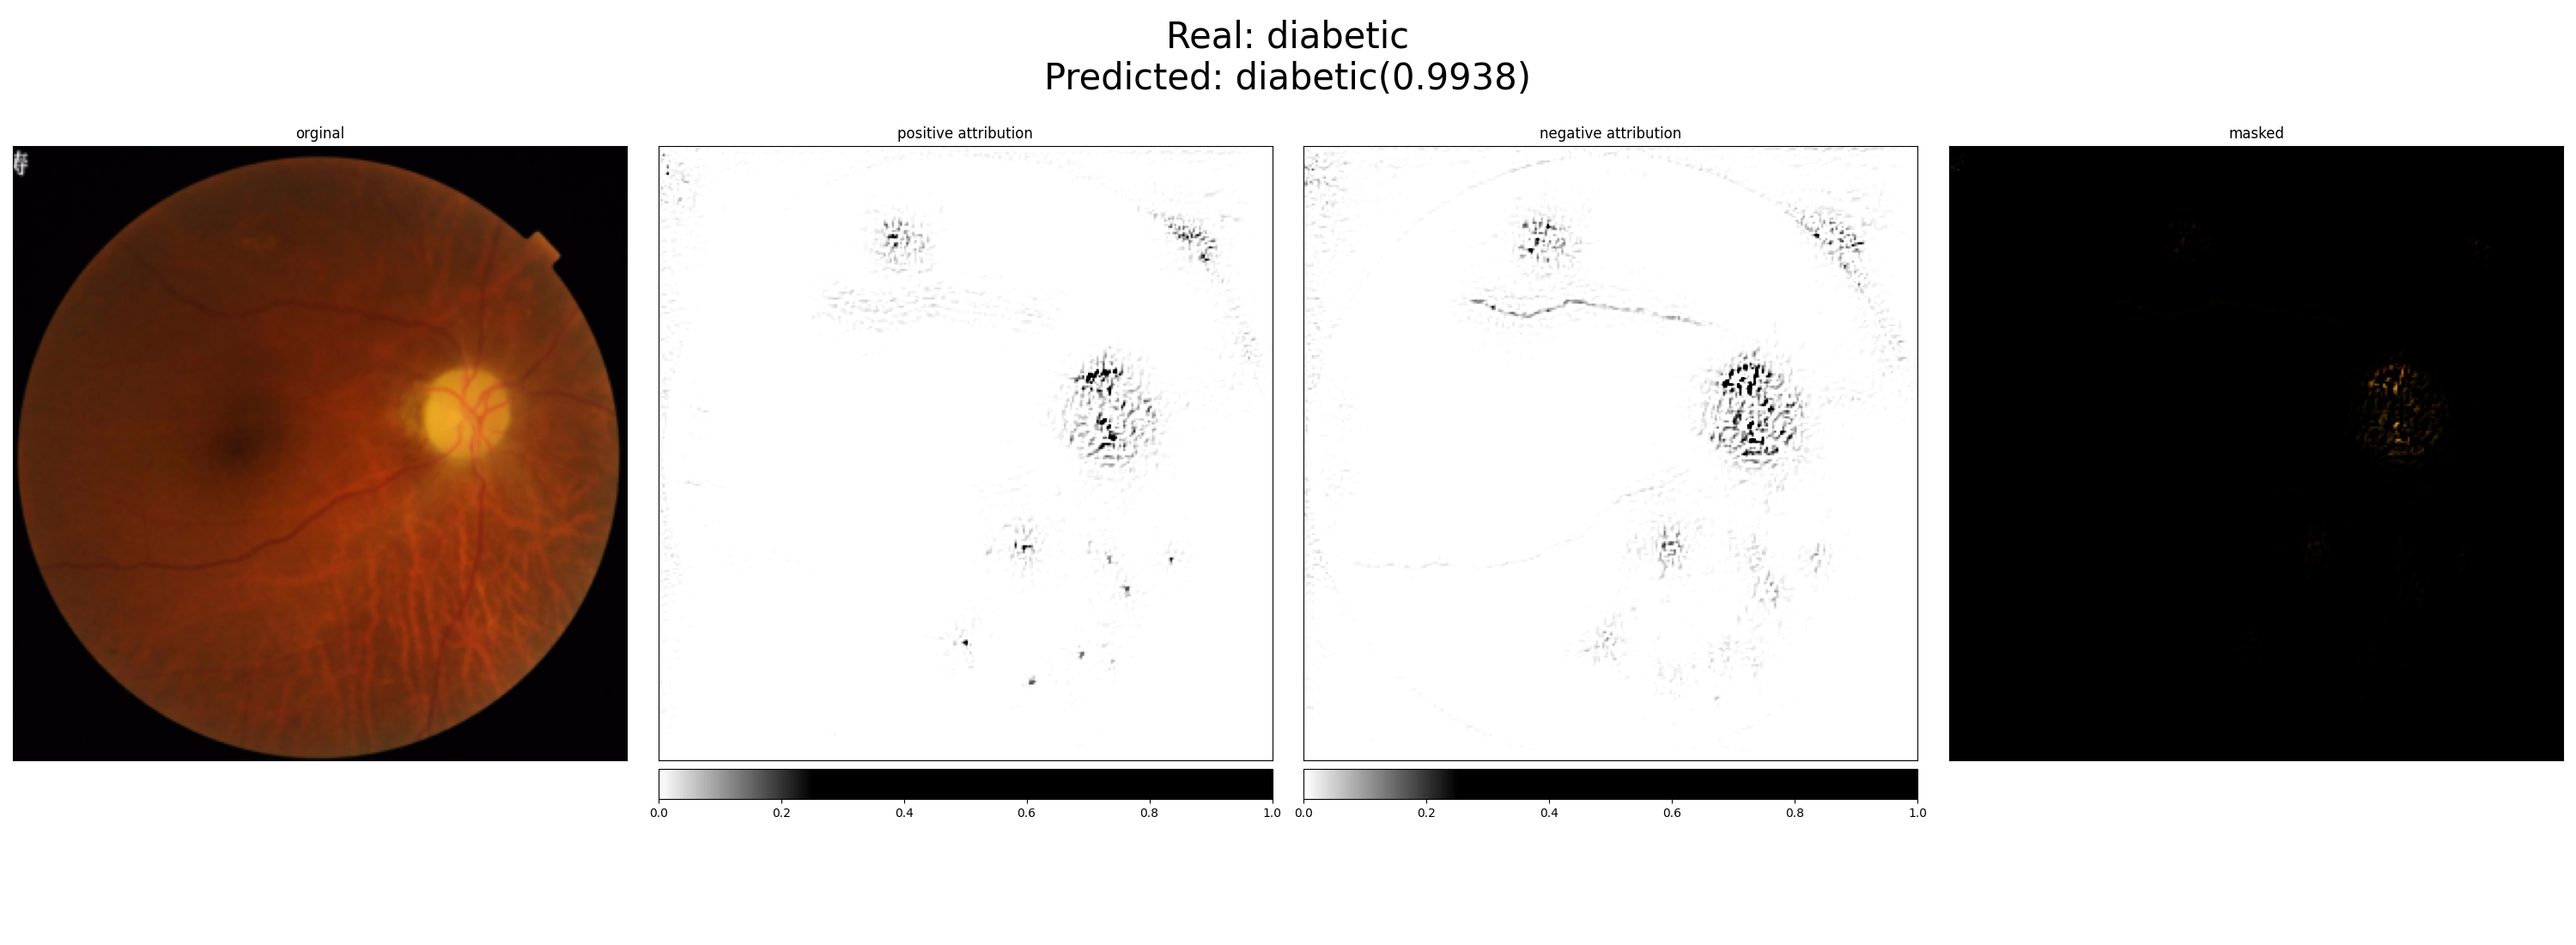 Real: diabetic
Predicted: diabetic(0.9938)
orginal
positive attribution
negative attribution
masked
0.0 0.2 0.4 0.6 0.8 1.0
0.0 0.2 0.4 0.6 0.8 1.0